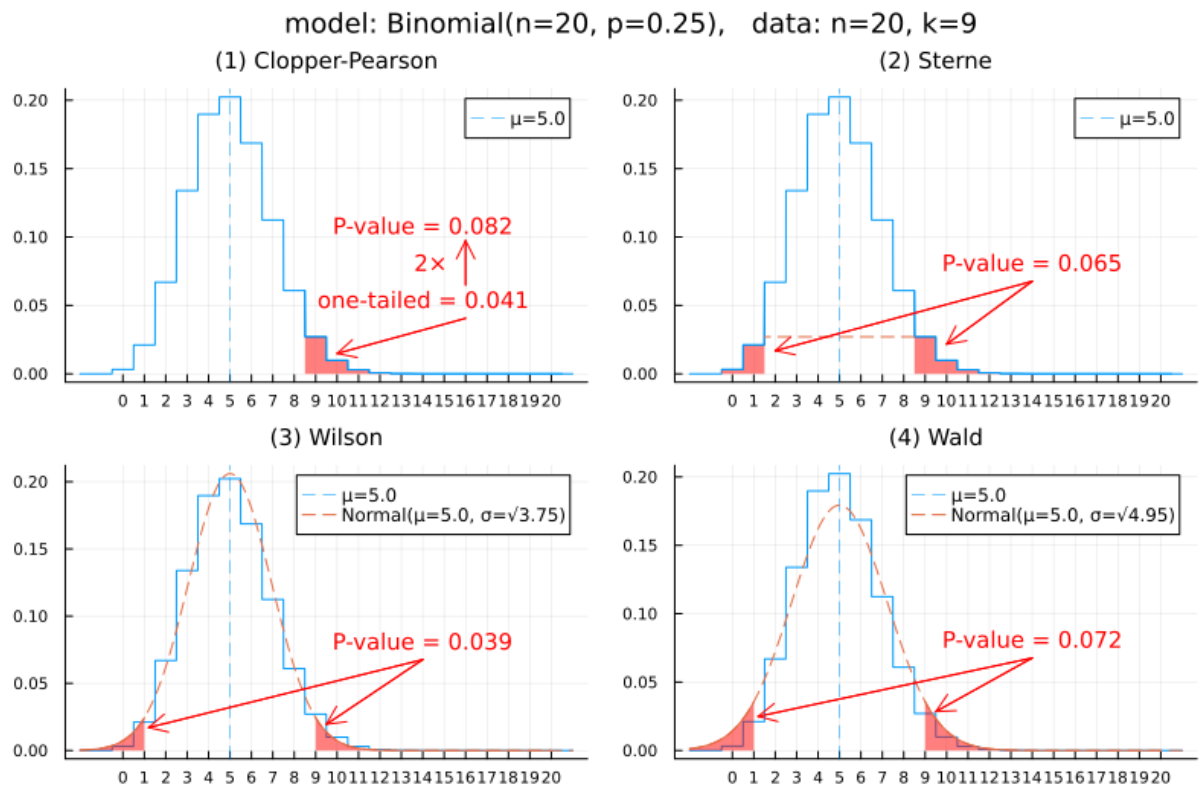 model: Binomial(n=20, p=0.25), data: n=20, k=9
(1) Clopper-Pearson
0.20
0.15
0.10
0.05
0.00
μ=5.0
P-value = 0.082
2×
one-tailed = 0.041
0 1 2 3 4 5 6 7 8 9 10 11 12 13 14 15 16 17 18 19 20
(2) Sterne
0.20
0.15
0.10
0.05
0.00
μ=5.0
P-value = 0.065
0 1 2 3 4 5 6 7 8 9 10 11 12 13 14 15 16 17 18 19 20
(3) Wilson
0.20
0.15
0.10
0.05
0.00
μ=5.0
Normal(μ=5.0, σ=√3.75)
P-value = 0.039
0 1 2 3 4 5 6 7 8 9 10 11 12 13 14 15 16 17 18 19 20
(4) Wald
0.20
0.15
0.10
0.05
0.00
μ=5.0
Normal(μ=5.0, σ=√4.95)
P-value = 0.072
0 1 2 3 4 5 6 7 8 9 10 11 12 13 14 15 16 17 18 19 20